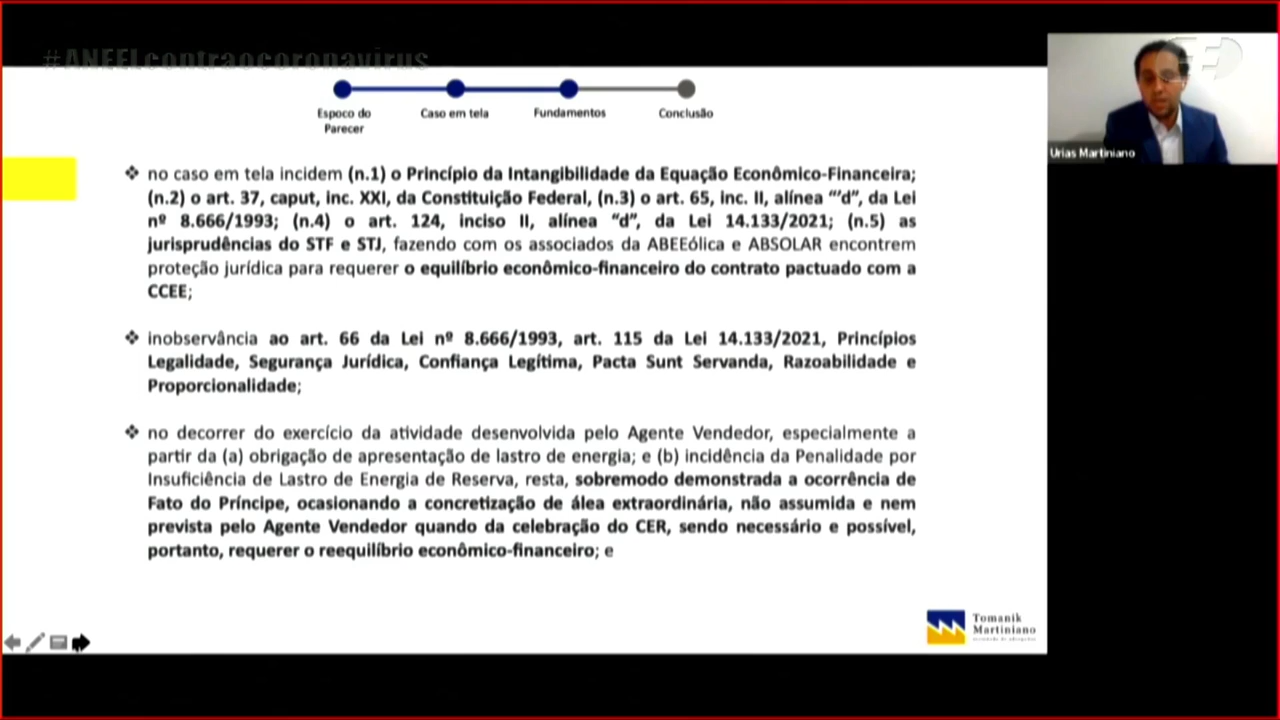 #ANEELcontraocoronavírus
Espoco do
Parecer
Caso em tela
Fundamentos
Conclusão
Urias Martiniano
❖ no caso em tela incidem (n.1) o Princípio da Intangibilidade da Equação Econômico-Financeira;
(n.2) o art. 37, caput, inc. XXI, da Constituição Federal, (n.3) o art. 65, inc. II, alínea “’d”, da Lei
nº 8.666/1993; (n.4) o art. 124, inciso II, alínea “d”, da Lei 14.133/2021; (n.5) as
jurisprudências do STF e STJ, fazendo com os associados da ABEEólica e ABSOLAR encontrem
proteção jurídica para requerer o equilíbrio econômico-financeiro do contrato pactuado com a
CCEE;
❖ inobservância ao art. 66 da Lei nº 8.666/1993, art. 115 da Lei 14.133/2021, Princípios
Legalidade, Segurança Jurídica, Confiança Legítima, Pacta Sunt Servanda, Razoabilidade e
Proporcionalidade;
❖ no decorrer do exercício da atividade desenvolvida pelo Agente Vendedor, especialmente a
partir da (a) obrigação de apresentação de lastro de energia; e (b) incidência da Penalidade por
Insuficiência de Lastro de Energia de Reserva, resta, sobremodo demonstrada a ocorrência de
Fato do Príncipe, ocasionando a concretização de álea extraordinária, não assumida e nem
prevista pelo Agente Vendedor quando da celebração do CER, sendo necessário e possível,
portanto, requerer o reequilíbrio econômico-financeiro; e
Tomanik
Martiniano